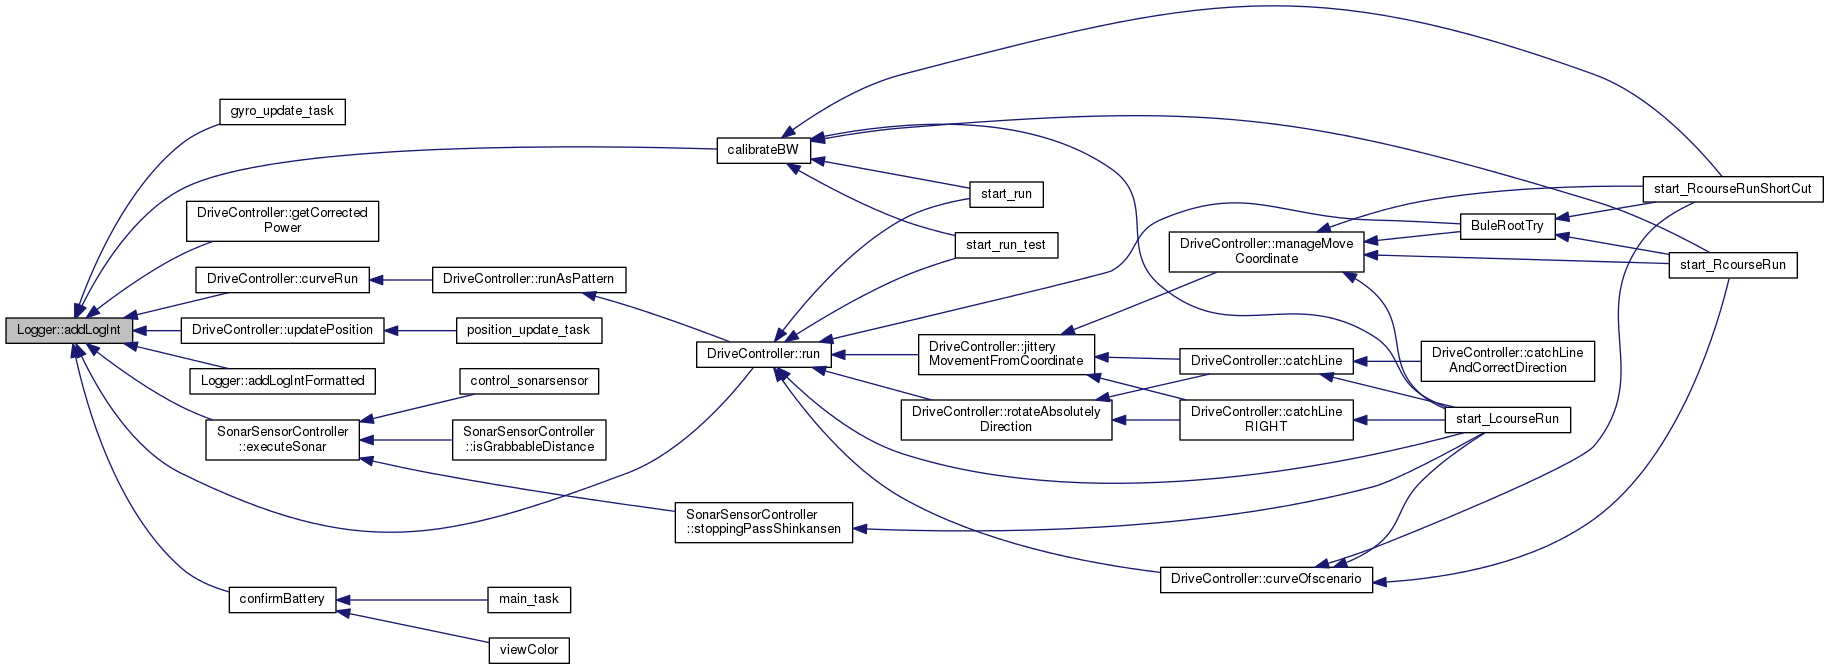 gyro_update_task
calibrateBW
start_run
start_RcourseRunShortCut
DriveController::getCorrected
Power
BuleRootTry
start_run_test
DriveController::manageMove
Coordinate
start_RcourseRun
DriveController::curveRun
DriveController::runAsPattern
Logger::addLogInt
DriveController::updatePosition
position_update_task
DriveController::run
DriveController::jittery
MovementFromCoordinate
DriveController::catchLine
DriveController::catchLine
AndCorrectDirection
Logger::addLogIntFormatted
control_sonarsensor
DriveController::rotateAbsolutely
Direction
DriveController::catchLine
RIGHT
start_LcourseRun
SonarSensorController
::executeSonar
SonarSensorController
::isGrabbableDistance
SonarSensorController
::stoppingPassShinkansen
DriveController::curveOfscenario
confirmBattery
main_task
viewColor